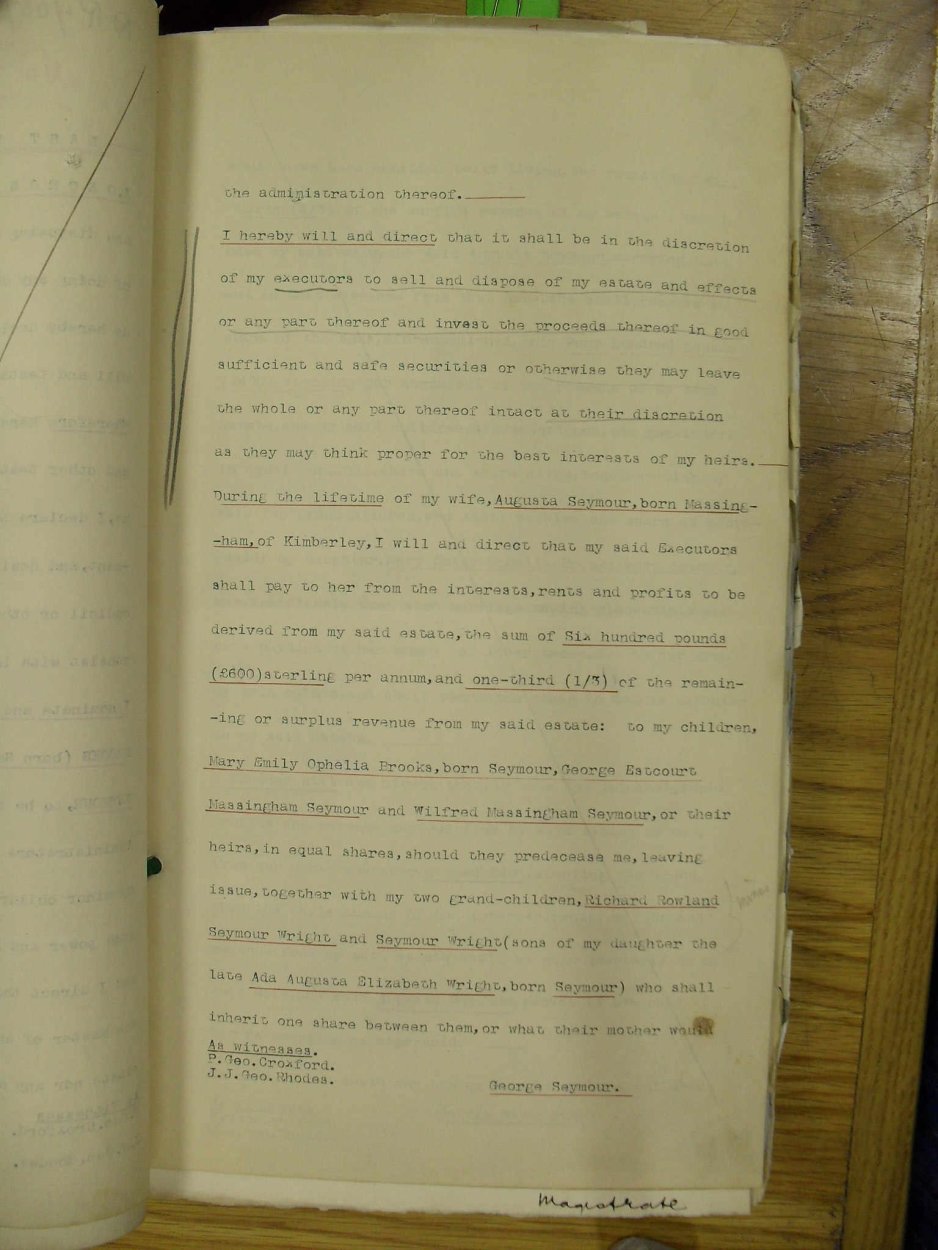 the administration thereof.
I hereby will and direct that it shall be in the discretion
of my executors to sell and dispose of my estate and effects
or any part thereof and invest the proceeds thereof in good
sufficient and safe securities or otherwise they may leave
the whole or any part thereof intact at their discretion
as they may think proper for the best interests of my heirs.
During the lifetime of my wife,Augusta Seymour,born Massing-
-ham,of Kimberley,I will and direct that my said Executors
shall pay to her from the interests,rents and profits to be
derived from my said estate,the sum of Six hundred pounds
(£600)sterling per annum,and one-third (1/3) of the remain-
-ing or surplus revenue from my said estate: to my children,
Mary Emily Ophelia Brooks,born Seymour,George Estcourt
Massingham Seymour and Wilfred Massingham Seymour,or their
heirs,in equal shares,should they predecease me,leaving
issue,together with my two grand-children,Richard Rowland
Seymour Wright and Seymour Wright(sons of my daughter the
late Ada Augusta Elizabeth Wright,born Seymour) who shall
inherit one share between them,or what their mother would
As witnesses.
P.Geo.Croxford.
J.J.Geo.Rhodes.
George Seymour.
Magistrate